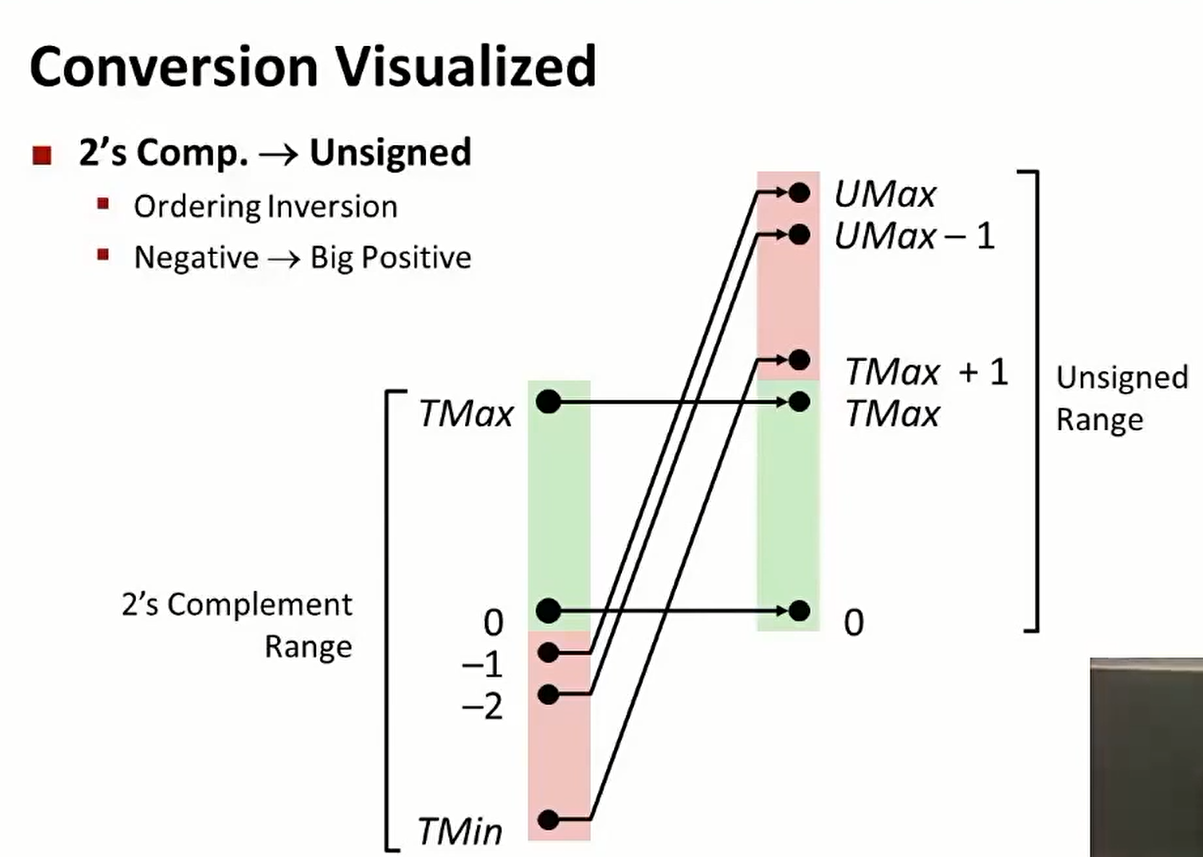 Conversion Visualized
2’s Comp. → Unsigned
Ordering Inversion
Negative → Big Positive
UMax
UMax – 1
TMax + 1
TMax
Unsigned
Range
TMax
2’s Complement
Range
0
–1
–2
TMin
0